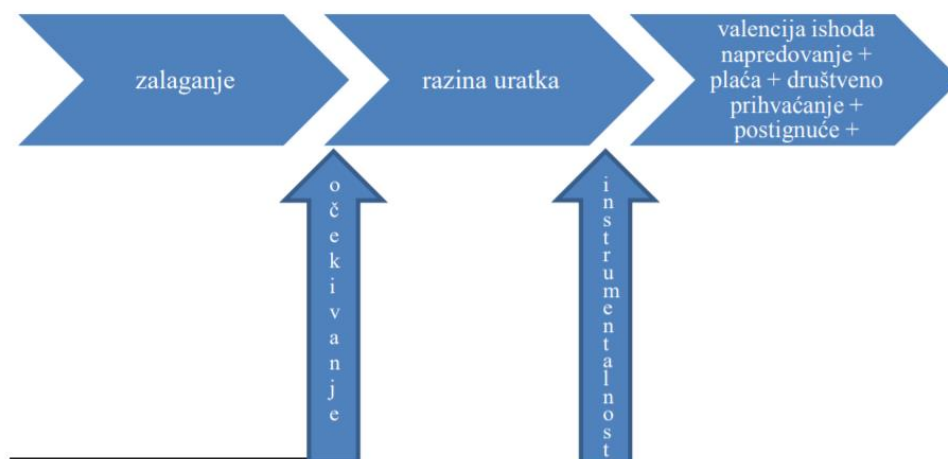 zalaganje
razina uratka
valencija ishoda
napredovanje +
plaća + društveno
prihvaćanje +
postignuće +
očekivanje
instrumentalnost